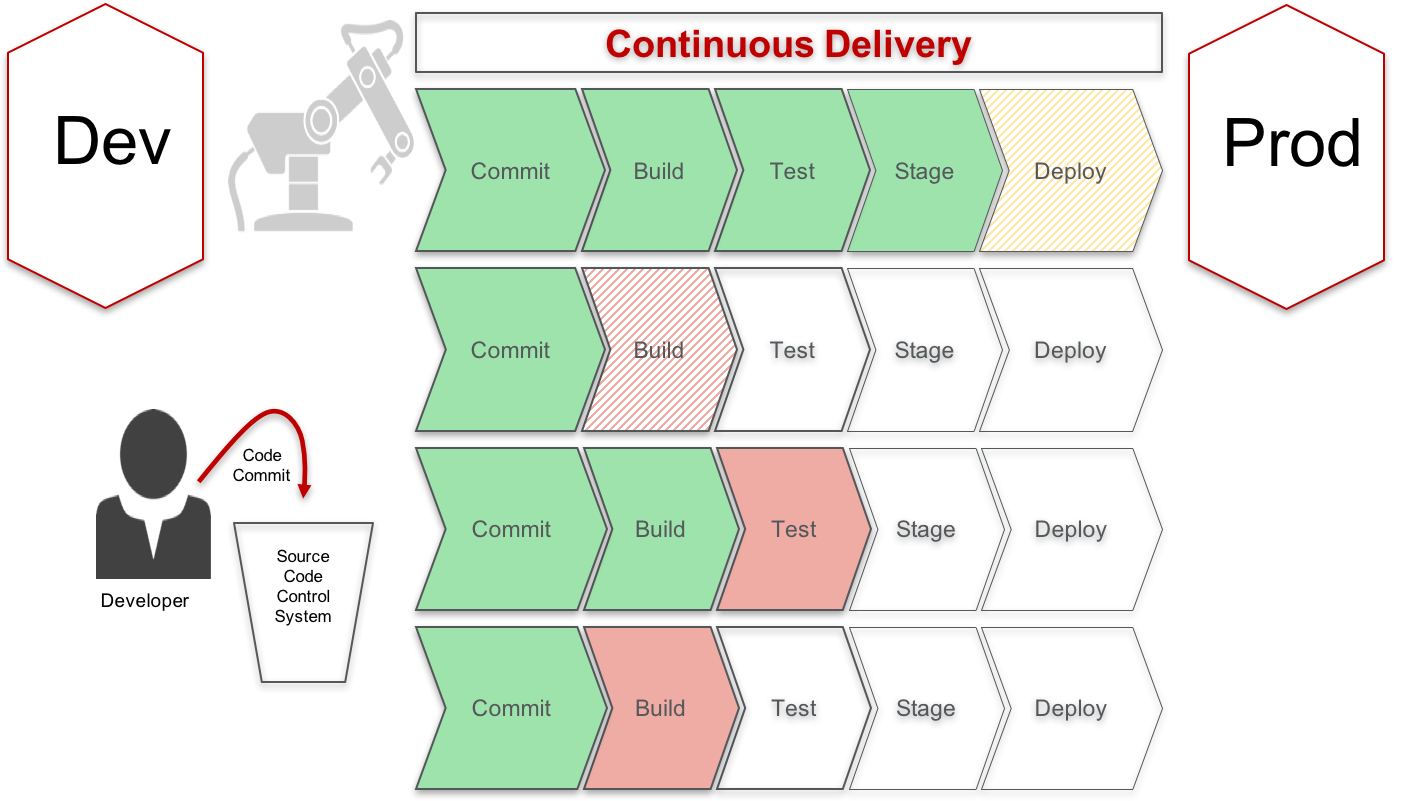 Dev
Continuous Delivery
Prod
Commit
Build
Test
Stage
Deploy
Commit
Build
Test
Stage
Deploy
Code
Commit
Developer
Source
Code
Control
System
Commit
Build
Test
Stage
Deploy
Commit
Build
Test
Stage
Deploy